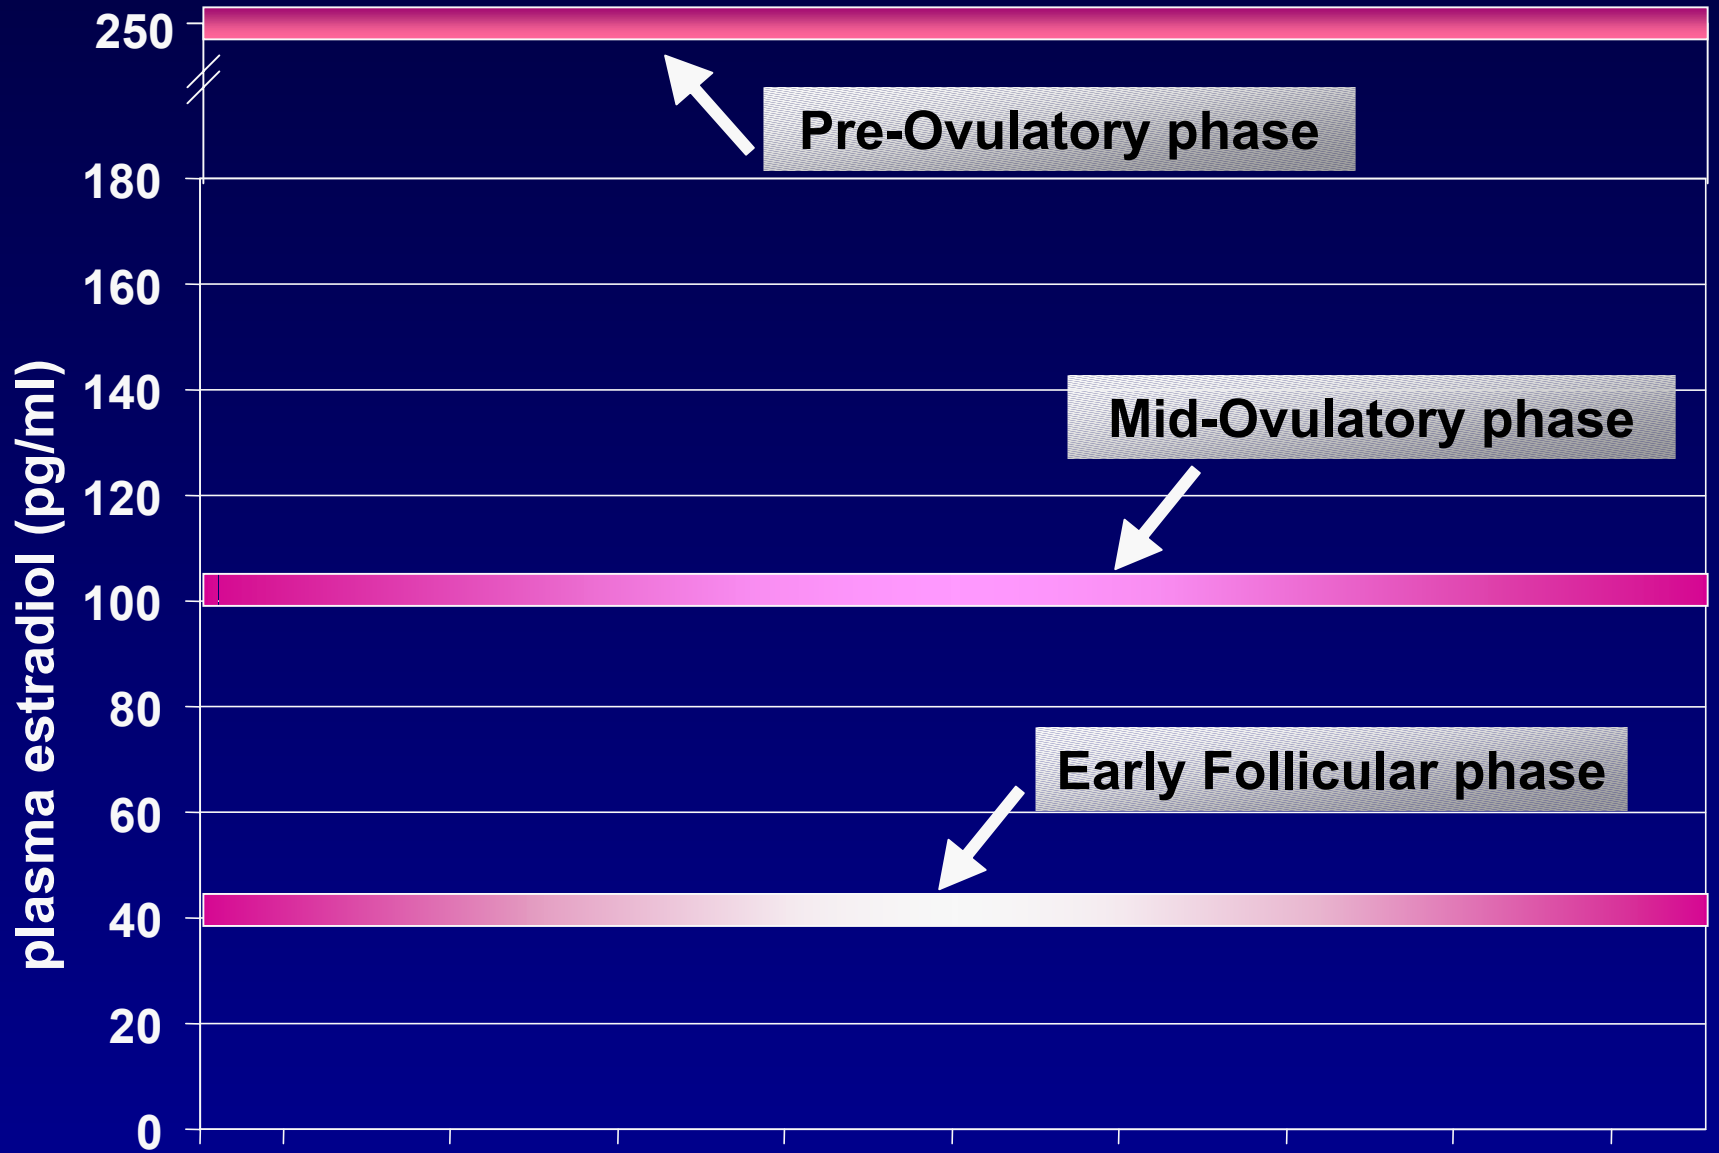 250
Pre-Ovulatory phase
180
160
140
Mid-Ovulatory phase
120
100
80
Early Follicular phase
60
40
20
0
plasma estradiol (pg/ml)